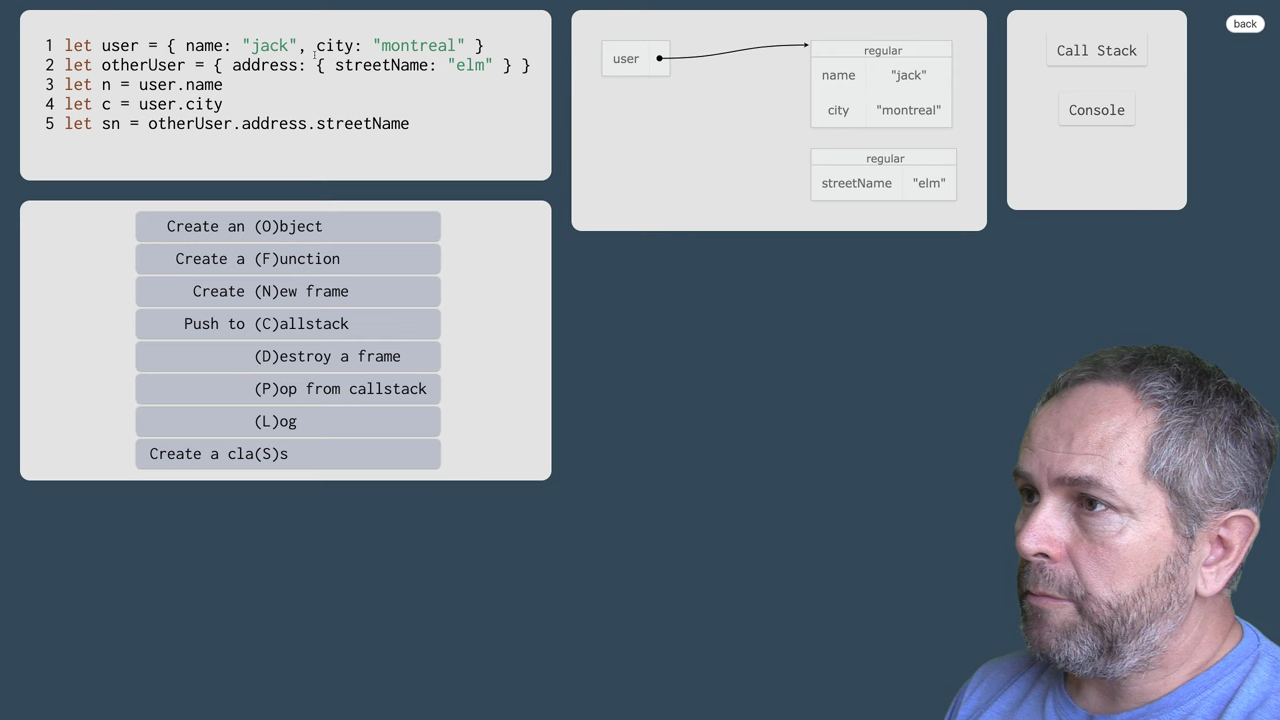 1 let user = { name: "jack", city: "montreal" }
2 let otherUser = { address: { streetName: "elm" } }
3 let n = user.name
4 let c = user.city
5 let sn = otherUser.address.streetName
Create an (O)bject
Create a (F)unction
Create (N)ew frame
Push to (C)allstack
(D)estroy a frame
(P)op from callstack
(L)og
Create a cla(S)s
user
regular
name "jack"
city "montreal"
regular
streetName "elm"
Call Stack
Console
back